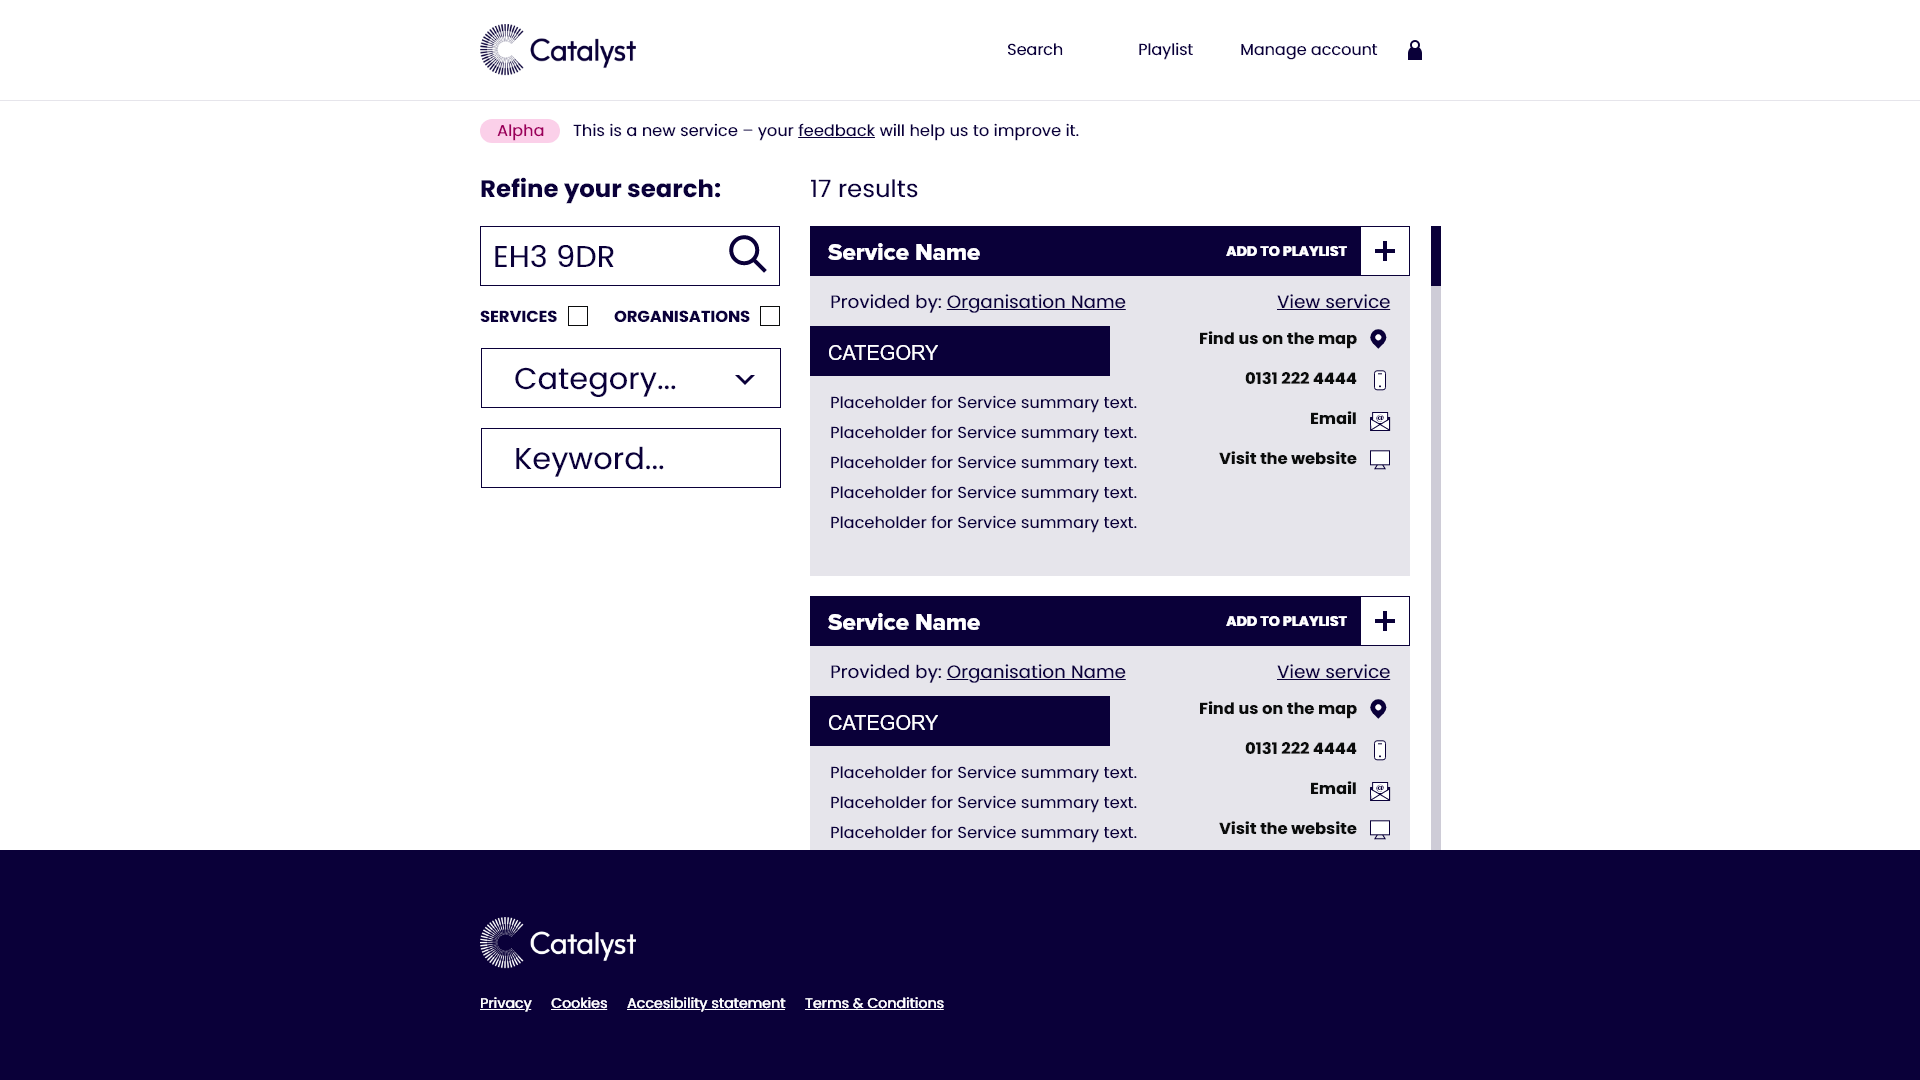 Catalyst
Search
Playlist
Manage account
Alpha
This is a new service – your feedback will help us to improve it.
Refine your search:
EH3 9DR
SERVICES
ORGANISATIONS
Category...
Keyword...
17 results
Service Name
ADD TO PLAYLIST
Provided by: Organisation Name
View service
CATEGORY
Placeholder for Service summary text.
Placeholder for Service summary text.
Placeholder for Service summary text.
Placeholder for Service summary text.
Placeholder for Service summary text.
Find us on the map
0131 222 4444
Email
Visit the website
Service Name
ADD TO PLAYLIST
Provided by: Organisation Name
View service
CATEGORY
Placeholder for Service summary text.
Placeholder for Service summary text.
Placeholder for Service summary text.
Find us on the map
0131 222 4444
Email
Visit the website
Catalyst
Privacy
Cookies
Accesibility statement
Terms & Conditions